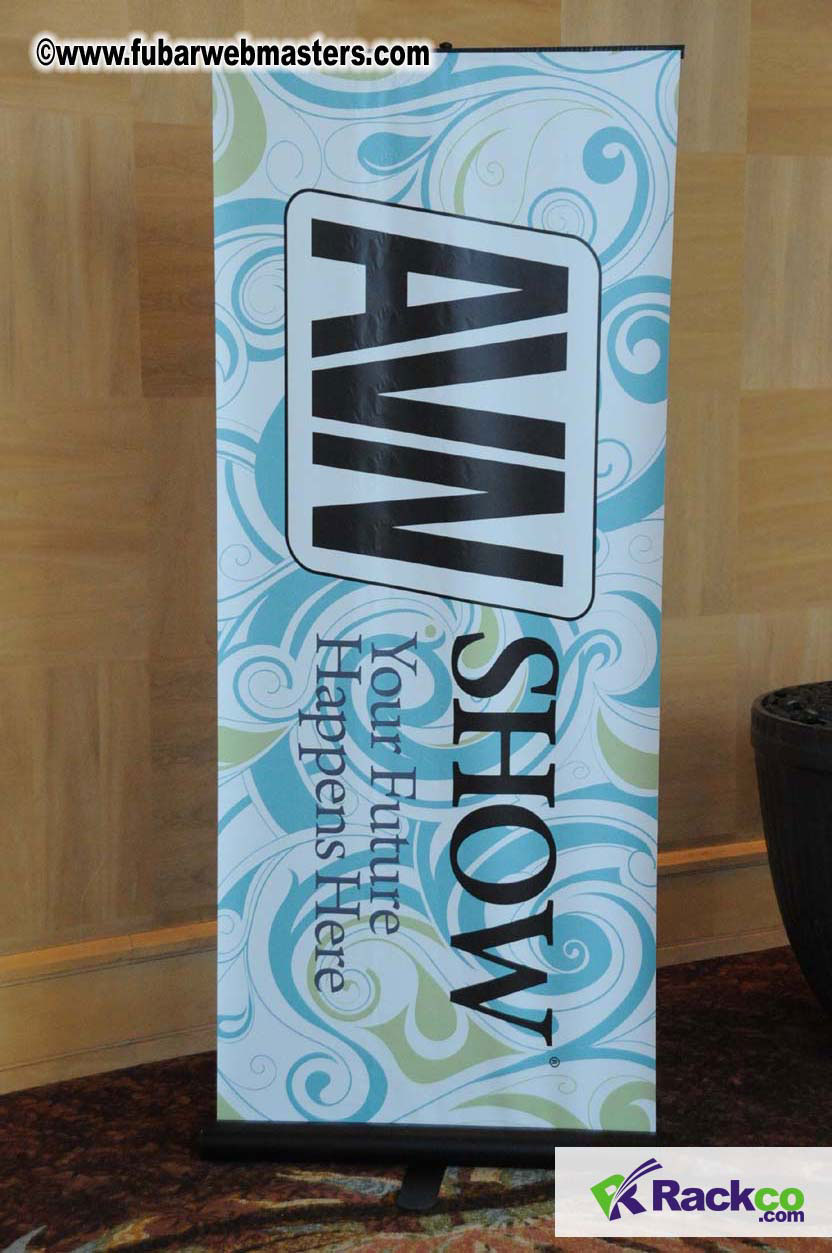 ©www.fubarwebmasters.com
AVN
SHOW®
Your Future
Happens Here
Rackco
.com